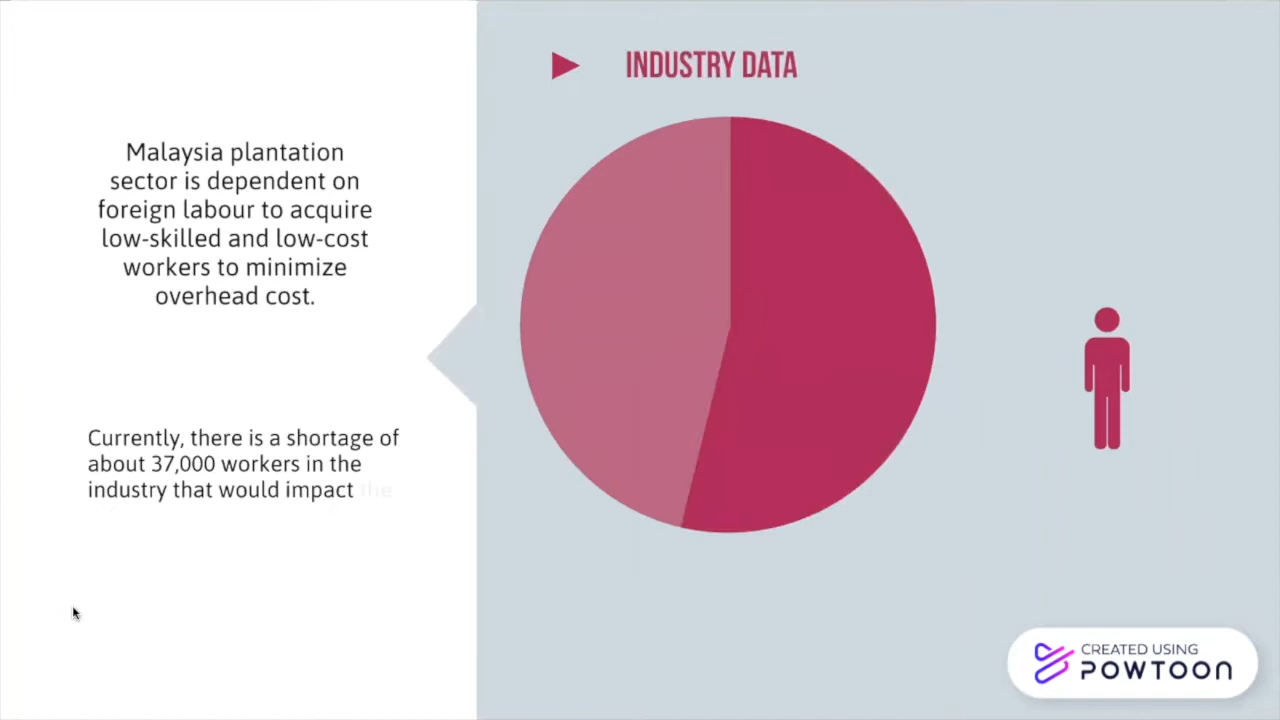 Malaysia plantation
sector is dependent on
foreign labour to acquire
low-skilled and low-cost
workers to minimize
overhead cost.
Currently, there is a shortage of
about 37,000 workers in the
industry that would impact the
INDUSTRY DATA
CREATED USING
POWTOON